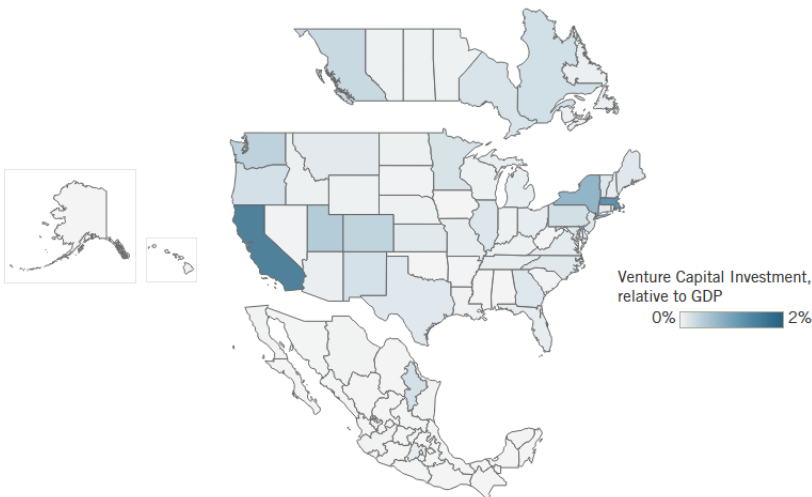 Venture Capital Investment,
relative to GDP
0% 2%